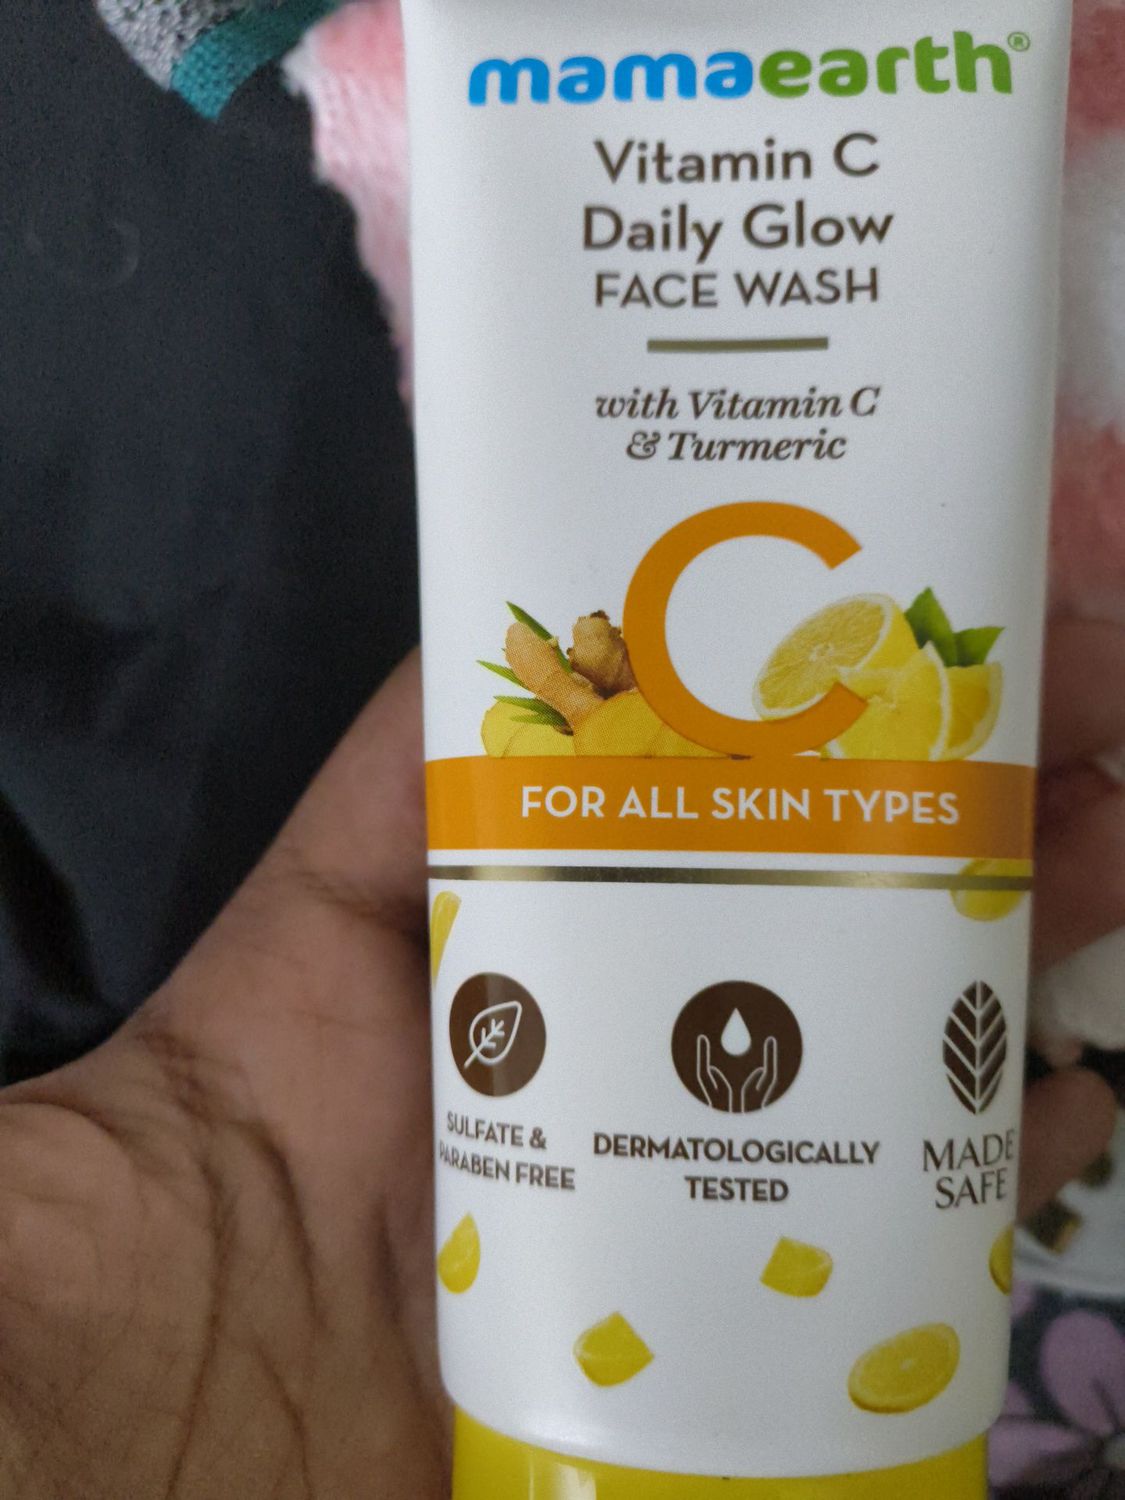 mamaearth®
Vitamin C
Daily Glow
FACE WASH
with Vitamin C
& Turmeric
C
FOR ALL SKIN TYPES
SULFATE &
PARABEN FREE
DERMATOLOGICALLY
TESTED
MADE
SAFE